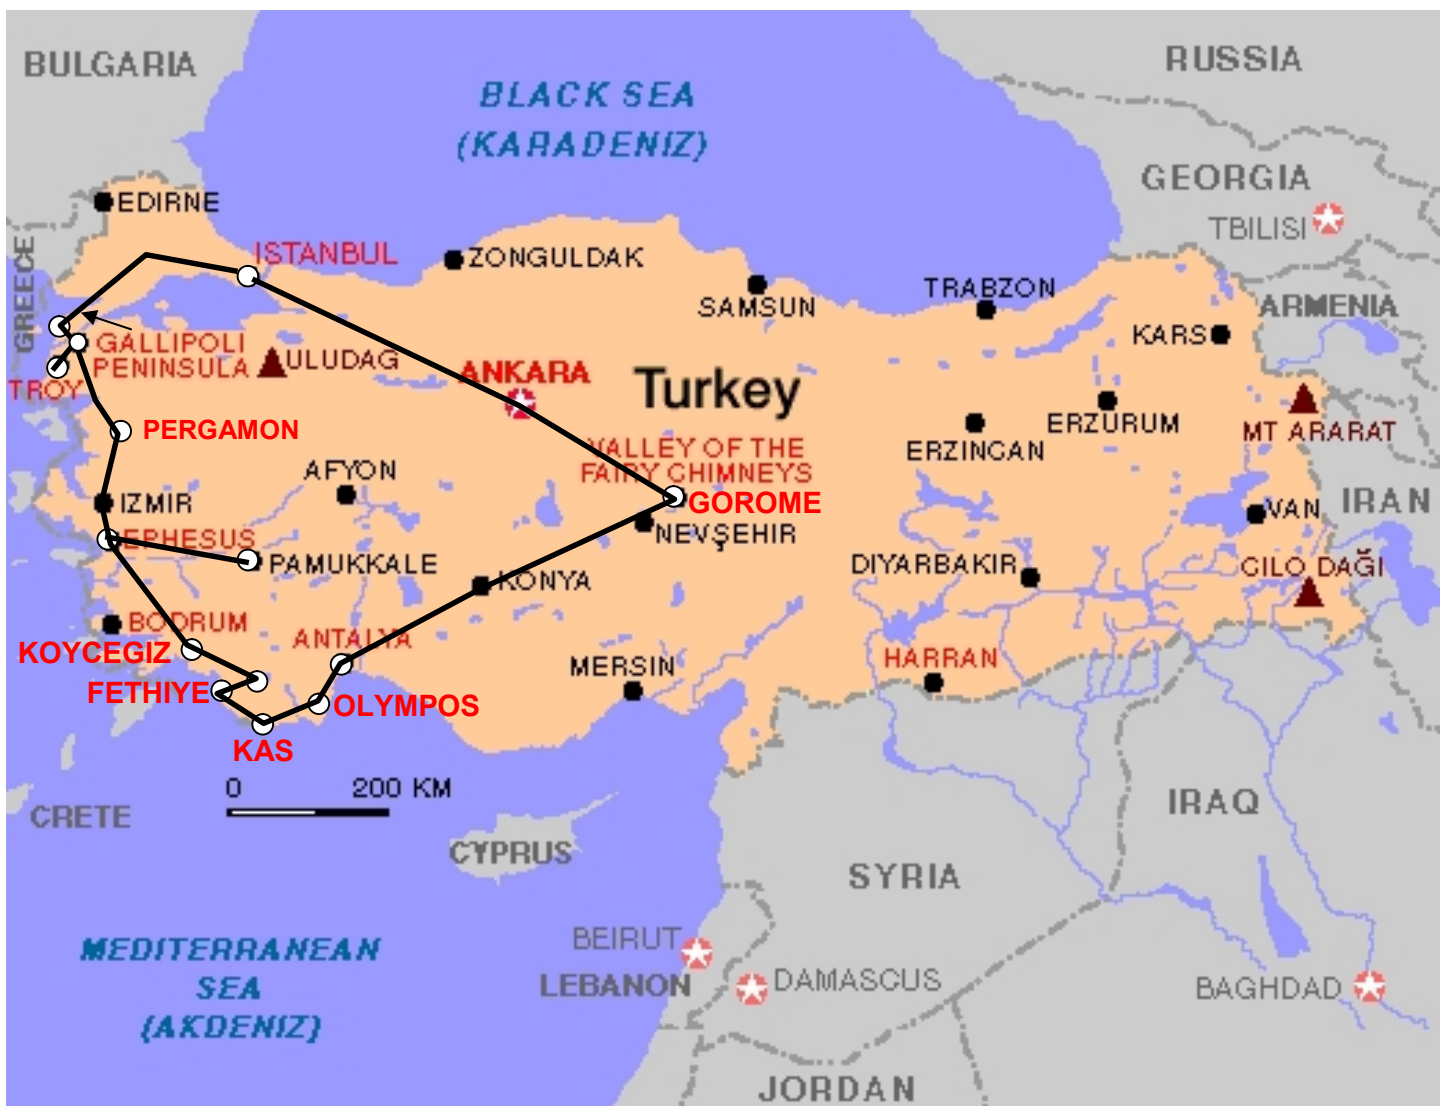 BULGARIA
RUSSIA
BLACK SEA
(KARADENIZ)
GEORGIA
TBILISI
EDIRNE
GREECE
ISTANBUL
ZONGULDAK
SAMSUN
TRABZON
ARMENIA
KARS
GALLIPOLI
PENINSULA
ULUDAG
TROY
ANKARA
Turkey
ERZURUM
MT ARARAT
PERGAMON
VALLEY OF THE
FAIRY CHIMNEYS
ERZINCAN
AFYON
IZMIR
GOROME
IRAN
VAN
NEVŞEHIR
EPHESUS
PAMUKKALE
KONYA
DIYARBAKIR
CILO DAĞI
BODRUM
ANTALYA
KOYCEGIZ
MERSIN
HARRAN
FETHIYE
OLYMPOS
KAS
0 200 KM
CRETE
CYPRUS
IRAQ
SYRIA
MEDITERRANEAN
SEA
(AKDENIZ)
BEIRUT
LEBANON
DAMASCUS
BAGHDAD
JORDAN